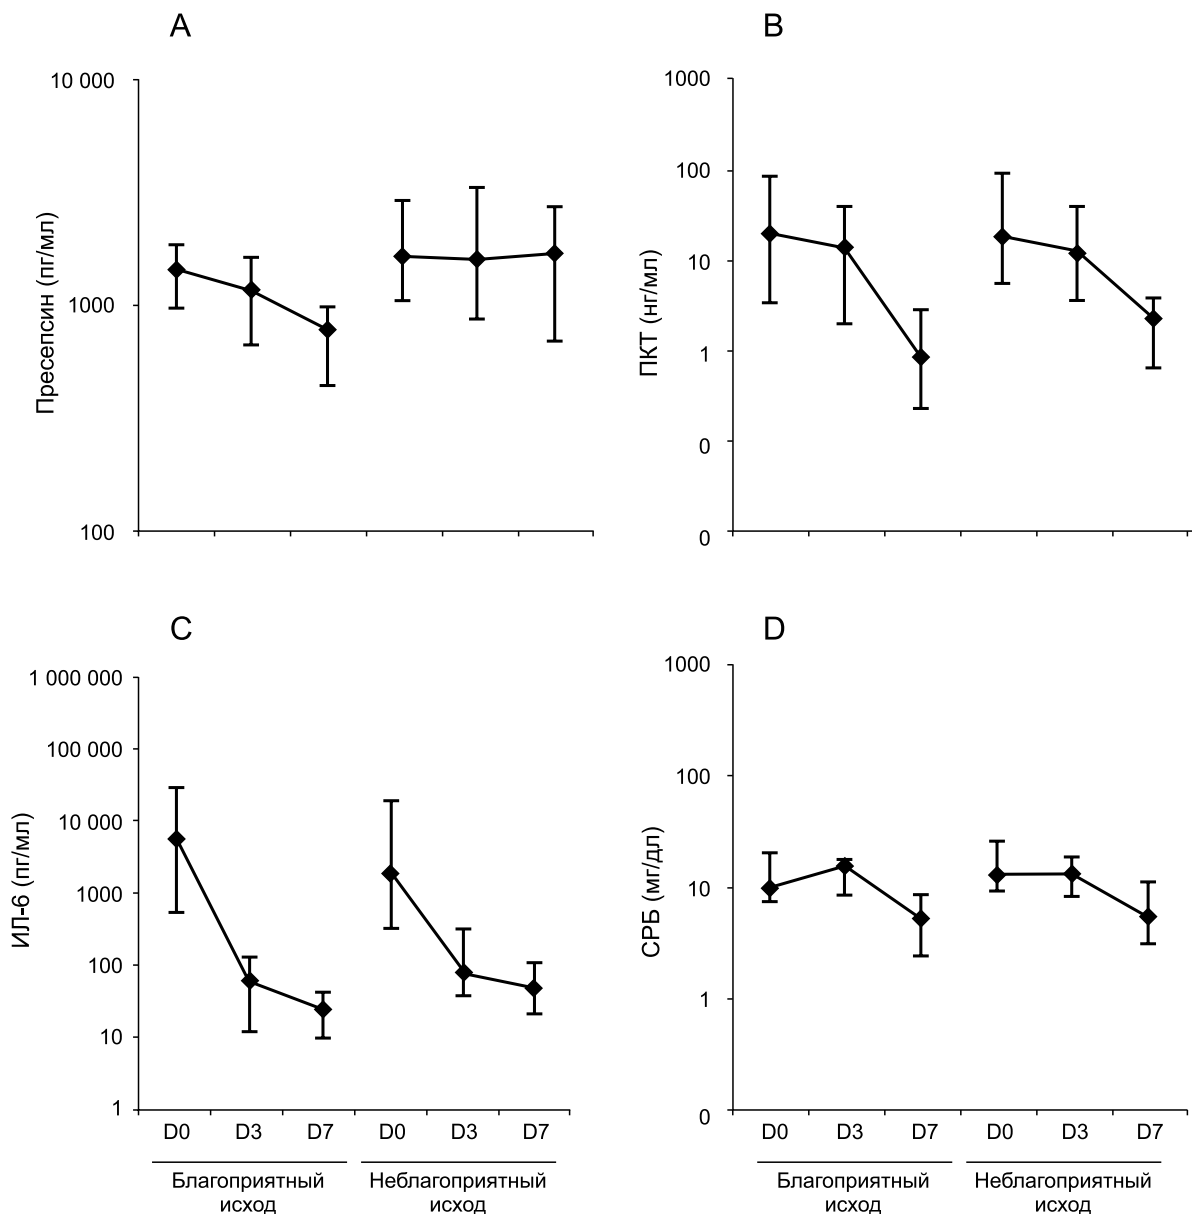 A
10 000
1000
100
Пресепсин (пг/мл)
B
1000
100
10
1
0
0
ПКТ (нг/мл)
C
1 000 000
100 000
10 000
1000
100
10
1
ИЛ-6 (пг/мл)
D0 D3 D7 D0 D3 D7
Благоприятный
исход
Неблагоприятный
исход
D
1000
100
10
1
0
СРБ (мг/дл)
D0 D3 D7 D0 D3 D7
Благоприятный
исход
Неблагоприятный
исход